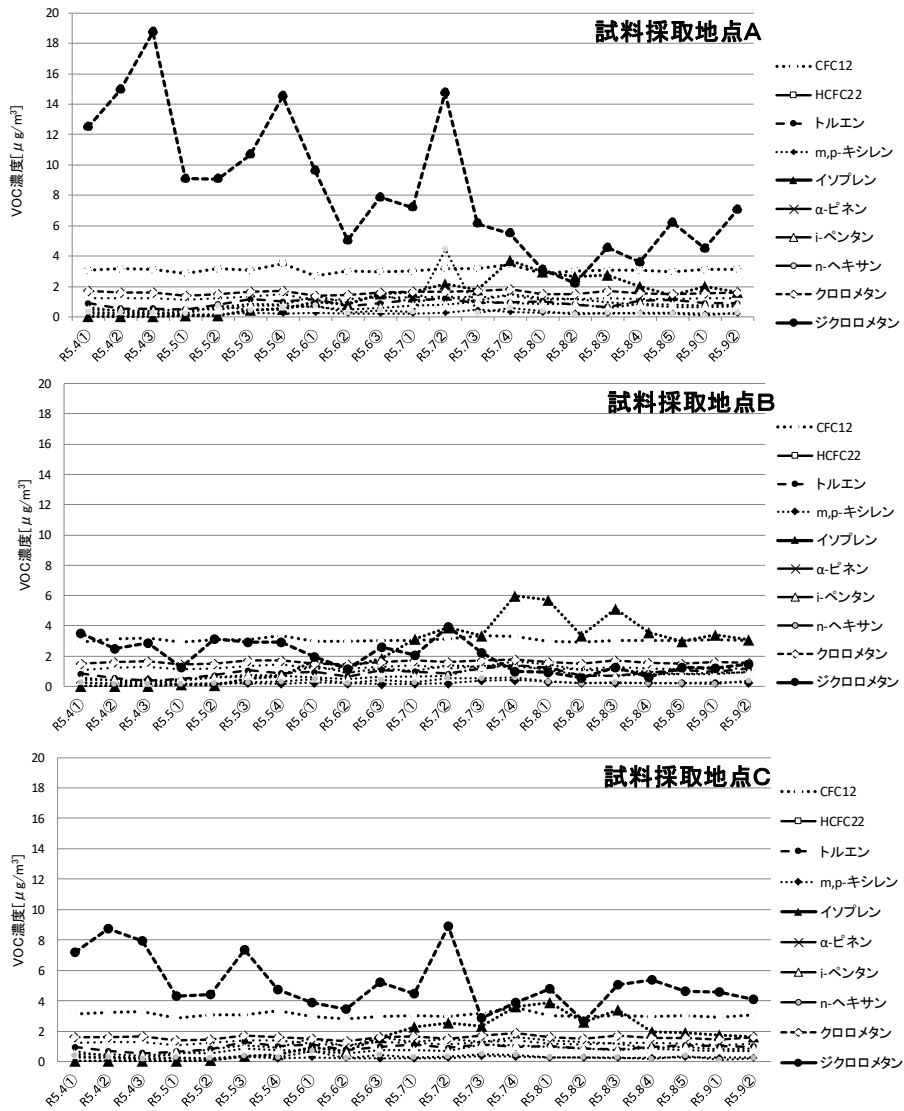 試料採取地点A
VOC濃度[μg/m³]
20
18
16
14
12
10
8
6
4
2
0
R5.4①
R5.4②
R5.4③
R5.5①
R5.5②
R5.5③
R5.5④
R5.6①
R5.6②
R5.6③
R5.7①
R5.7②
R5.7③
R5.7④
R5.8①
R5.8②
R5.8③
R5.8④
R5.8⑤
R5.9①
R5.9②
CFC12
HCFC22
トルエン
m,p-キシレン
イソプレン
α-ピネン
i-ペンタン
n-ヘキサン
クロロメタン
ジクロロメタン
試料採取地点B
VOC濃度[μg/m³]
20
18
16
14
12
10
8
6
4
2
0
R5.4①
R5.4②
R5.4③
R5.5①
R5.5②
R5.5③
R5.5④
R5.6①
R5.6②
R5.6③
R5.7①
R5.7②
R5.7③
R5.7④
R5.8①
R5.8②
R5.8③
R5.8④
R5.8⑤
R5.9①
R5.9②
CFC12
HCFC22
トルエン
m,p-キシレン
イソプレン
α-ピネン
i-ペンタン
n-ヘキサン
クロロメタン
ジクロロメタン
試料採取地点C
VOC濃度[μg/m³]
20
18
16
14
12
10
8
6
4
2
0
R5.4①
R5.4②
R5.4③
R5.5①
R5.5②
R5.5③
R5.5④
R5.6①
R5.6②
R5.6③
R5.7①
R5.7②
R5.7③
R5.7④
R5.8①
R5.8②
R5.8③
R5.8④
R5.8⑤
R5.9①
R5.9②
CFC12
HCFC22
トルエン
m,p-キシレン
イソプレン
α-ピネン
i-ペンタン
n-ヘキサン
クロロメタン
ジクロロメタン